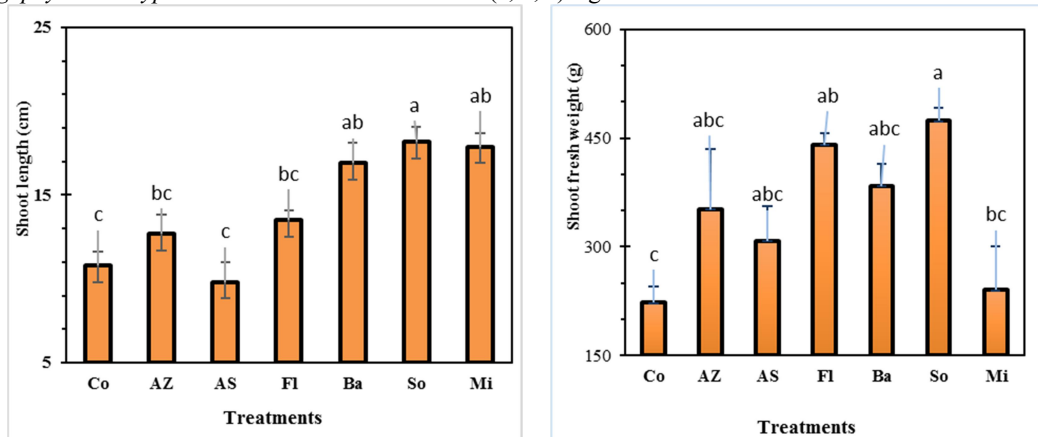 25
15
5
Shoot length (cm)
c
bc
c
bc
ab
a
ab
Co AZ AS Fl Ba So Mi
Treatments
600
450
300
150
Shoot fresh weight (g)
c
abc
abc
ab
abc
a
bc
Co AZ AS Fl Ba So Mi
Treatments